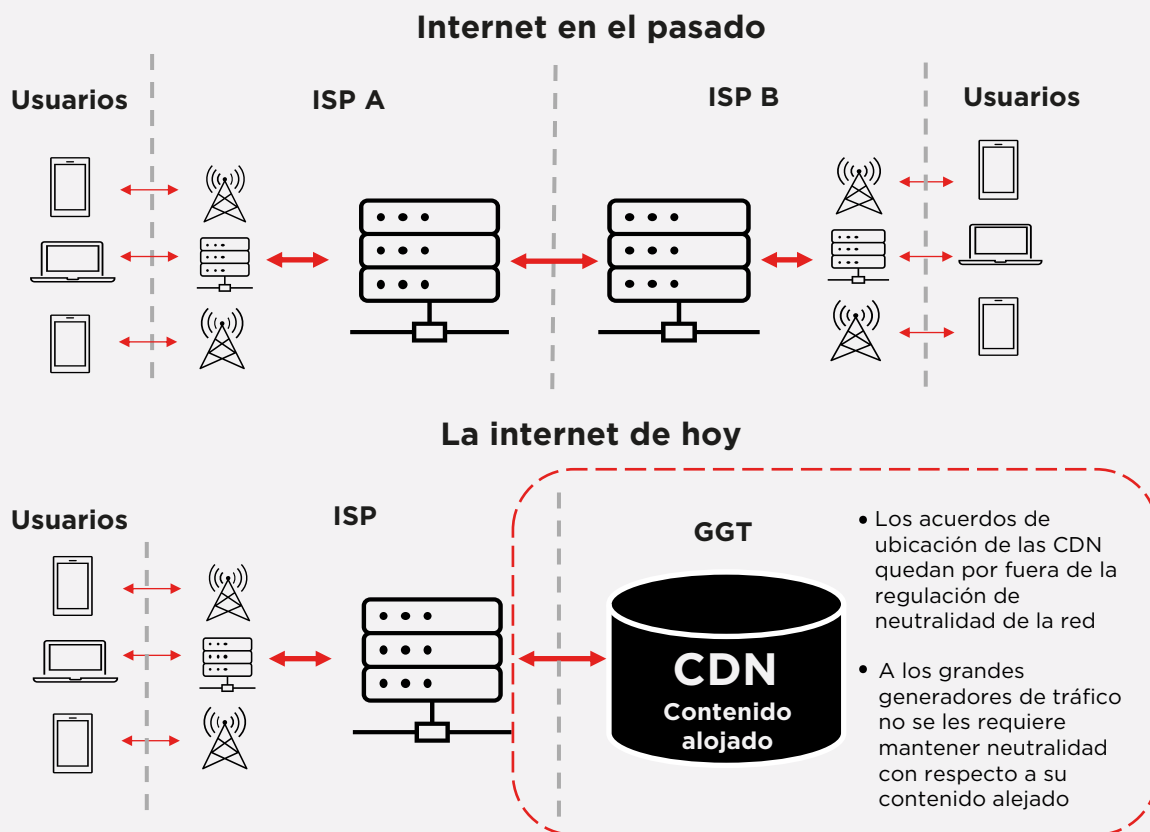 Internet en el pasado
Usuarios
ISP A
ISP B
Usuarios
La internet de hoy
Usuarios
ISP
GGT
CDN
Contenido
alojado
• Los acuerdos de
ubicación de las CDN
quedan por fuera de la
regulación de
neutralidad de la red
• A los grandes
generadores de tráfico
no se les requiere
mantener neutralidad
con respecto a su
contenido alejado